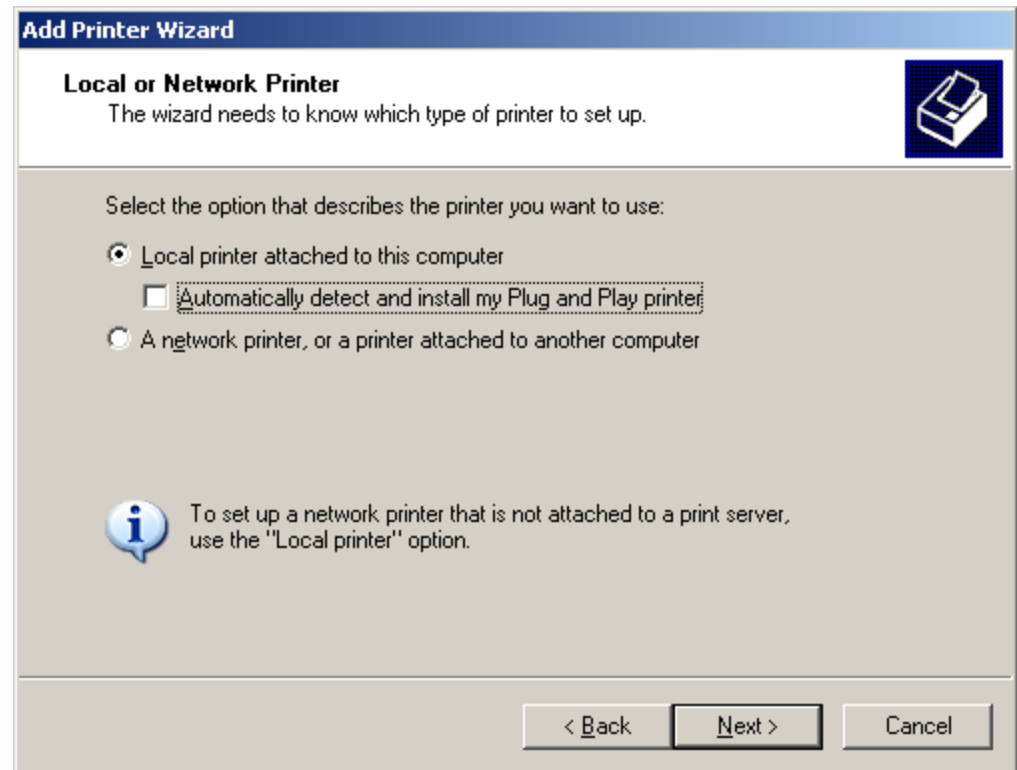 Add Printer Wizard
Local or Network Printer
The wizard needs to know which type of printer to set up.
Select the option that describes the printer you want to use:
Local printer attached to this computer
Automatically detect and install my Plug and Play printer
A network printer, or a printer attached to another computer
To set up a network printer that is not attached to a print server,
use the "Local printer" option.
< Back Next > Cancel